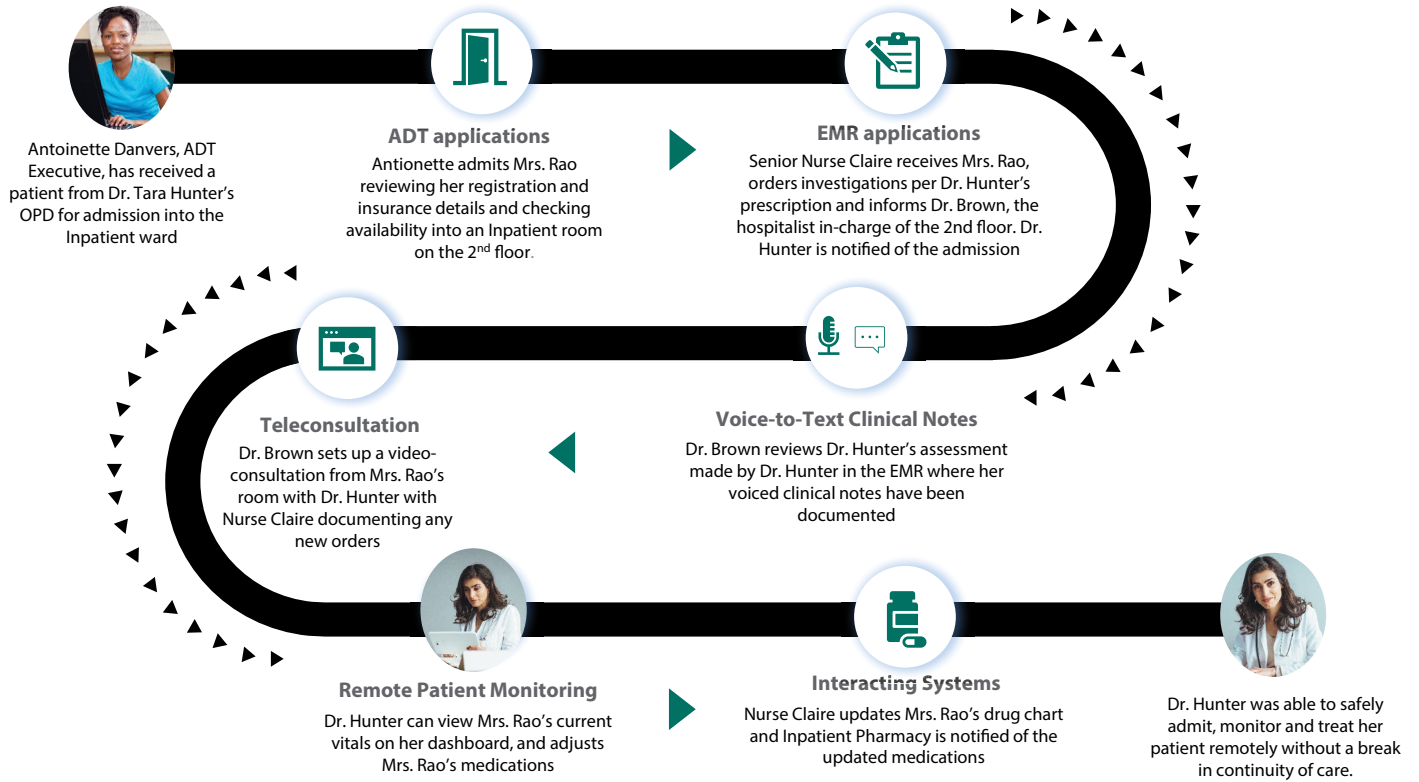 Antoinette Danvers, ADT
Executive, has received a
patient from Dr. Tara Hunter's
OPD for admission into the
Inpatient ward
ADT applications
Antionette admits Mrs. Rao
reviewing her registration and
insurance details and checking
availability into an Inpatient room
on the 2nd floor.
EMR applications
Senior Nurse Claire receives Mrs. Rao,
orders investigations per Dr. Hunter's
prescription and informs Dr. Brown, the
hospitalist in-charge of the 2nd floor. Dr.
Hunter is notified of the admission
Voice-to-Text Clinical Notes
Dr. Brown reviews Dr. Hunter's assessment
made by Dr. Hunter in the EMR where her
voiced clinical notes have been
documented
Teleconsultation
Dr. Brown sets up a video-
consultation from Mrs. Rao's
room with Dr. Hunter with
Nurse Claire documenting any
new orders
Remote Patient Monitoring
Dr. Hunter can view Mrs. Rao's current
vitals on her dashboard, and adjusts
Mrs. Rao's medications
Interacting Systems
Nurse Claire updates Mrs. Rao's drug chart
and Inpatient Pharmacy is notified of the
updated medications
Dr. Hunter was able to safely
admit, monitor and treat her
patient remotely without a break
in continuity of care.